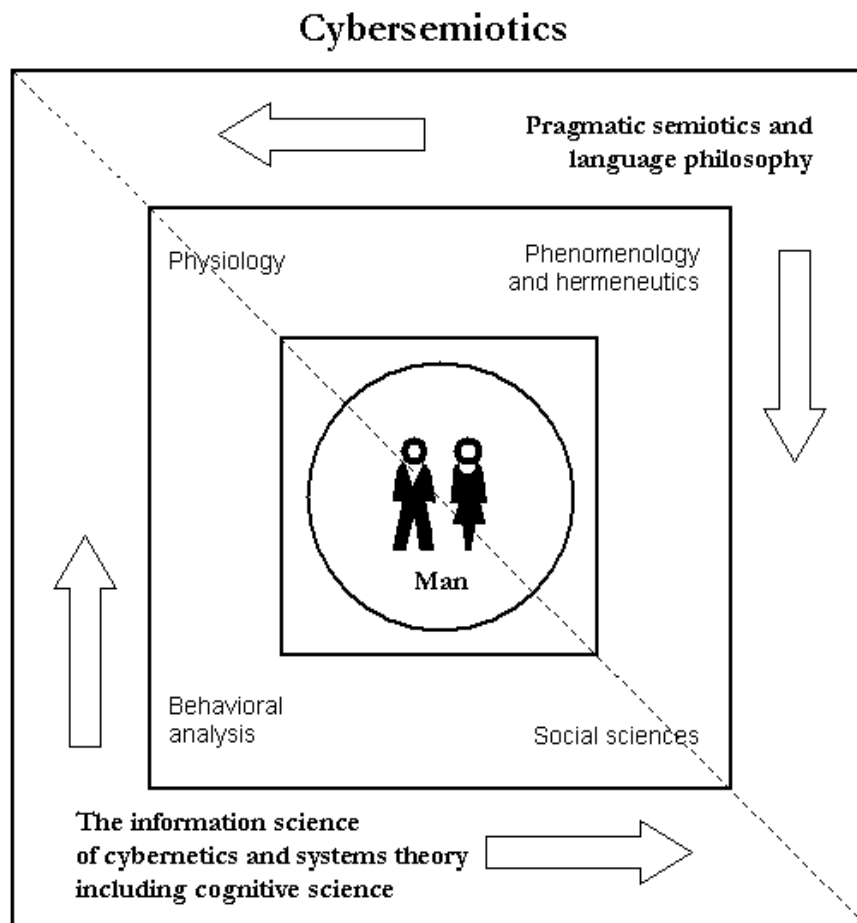 Cybersemiotics
Pragmatic semiotics and
language philosophy
Physiology
Phenomenology
and hermeneutics
Man
Behavioral
analysis
Social sciences
The information science
of cybernetics and systems theory
including cognitive science